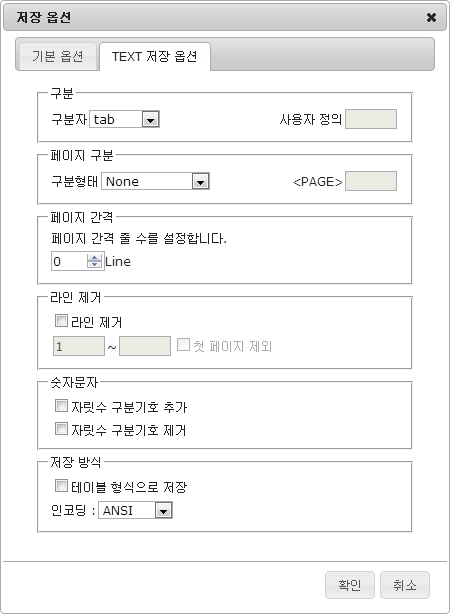 저장 옵션
기본 옵션 TEXT 저장 옵션
구분
구분자 tab 사용자 정의
페이지 구분
구분형태 None <PAGE>
페이지 간격
페이지 간격 줄 수를 설정합니다.
0 Line
라인 제거
라인 제거
1 ~ 첫 페이지 제외
숫자문자
자릿수 구분기호 추가
자릿수 구분기호 제거
저장 방식
테이블 형식으로 저장
인코딩 : ANSI
확인 취소